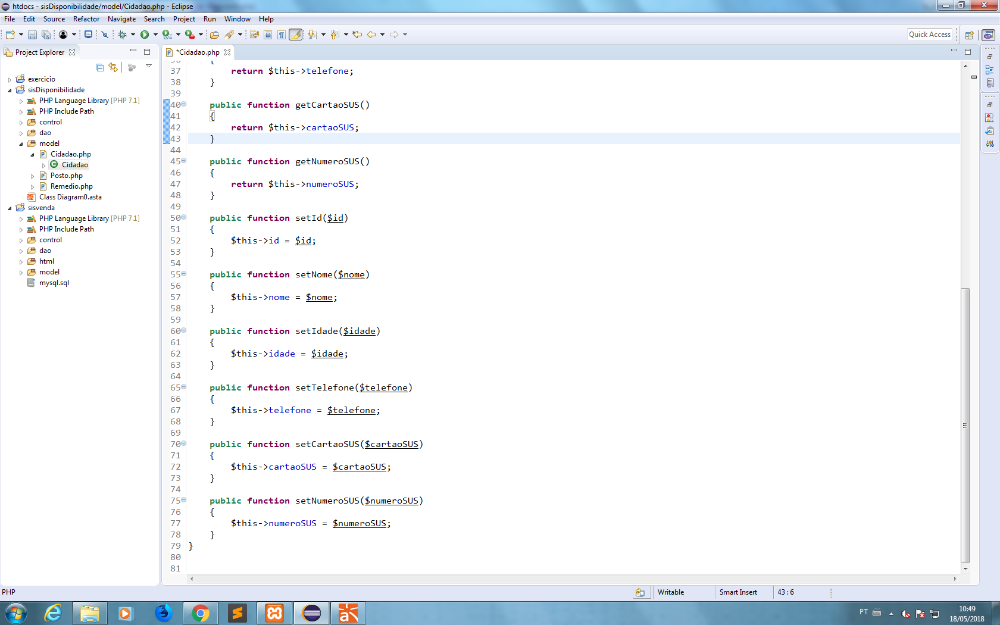 htdocs - sisDisponibilidade/model/Cidadao.php - Eclipse
File Edit Source Refactor Navigate Search Project Run Window Help
Quick Access
Project Explorer
*Cidadao.php
exercicio
sisDisponibilidade
PHP Language Library [PHP 7.1]
PHP Include Path
control
dao
model
Cidadao.php
Cidadao
Posto.php
Remedio.php
Class Diagram0.asta
sisvenda
PHP Language Library [PHP 7.1]
PHP Include Path
control
dao
html
model
mysql.sql
36 {
37 return $this->telefone;
38 }
39
40 public function getCartaoSUS()
41 {
42 return $this->cartaoSUS;
43 }
44
45 public function getNumeroSUS()
46 {
47 return $this->numeroSUS;
48 }
49
50 public function setId($id)
51 {
52 $this->id = $id;
53 }
54
55 public function setNome($nome)
56 {
57 $this->nome = $nome;
58 }
59
60 public function setIdade($idade)
61 {
62 $this->idade = $idade;
63 }
64
65 public function setTelefone($telefone)
66 {
67 $this->telefone = $telefone;
68 }
69
70 public function setCartaoSUS($cartaoSUS)
71 {
72 $this->cartaoSUS = $cartaoSUS;
73 }
74
75 public function setNumeroSUS($numeroSUS)
76 {
77 $this->numeroSUS = $numeroSUS;
78 }
79 }
80
81
PHP
Writable
Smart Insert
43 : 6
PT
10:49
18/05/2018